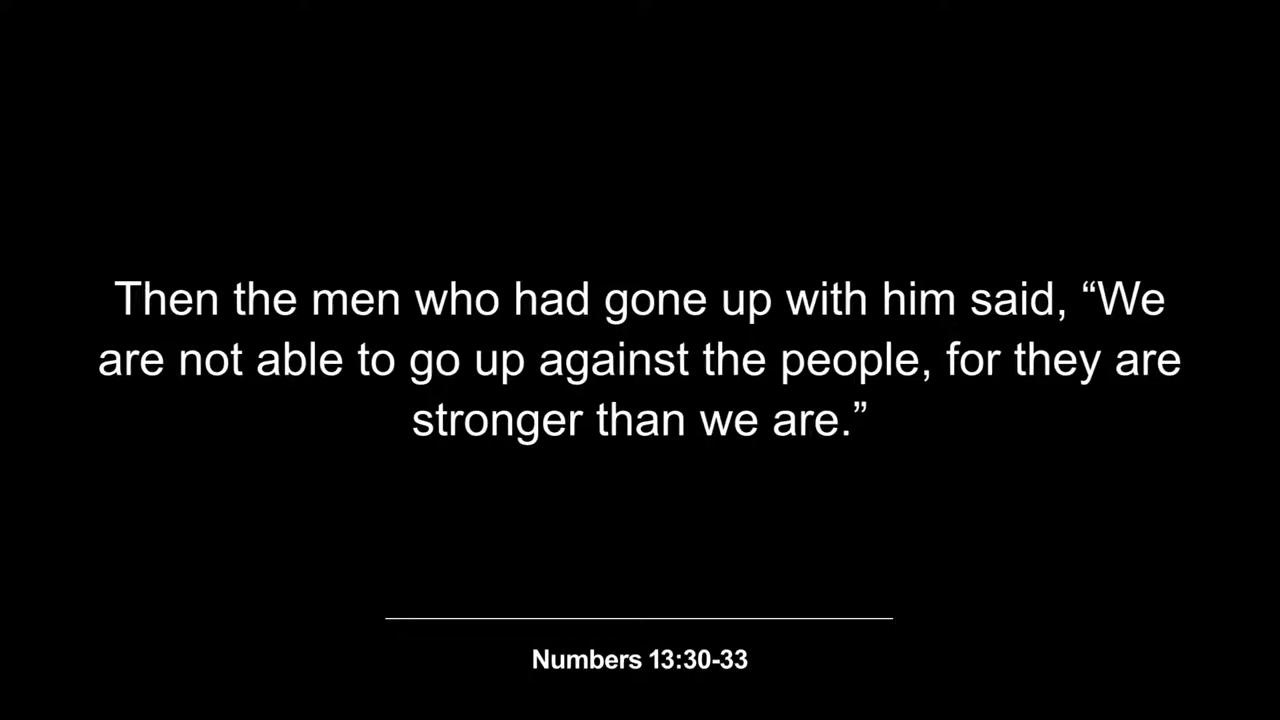 Then the men who had gone up with him said, “We
are not able to go up against the people, for they are
stronger than we are.”
Numbers 13:30-33